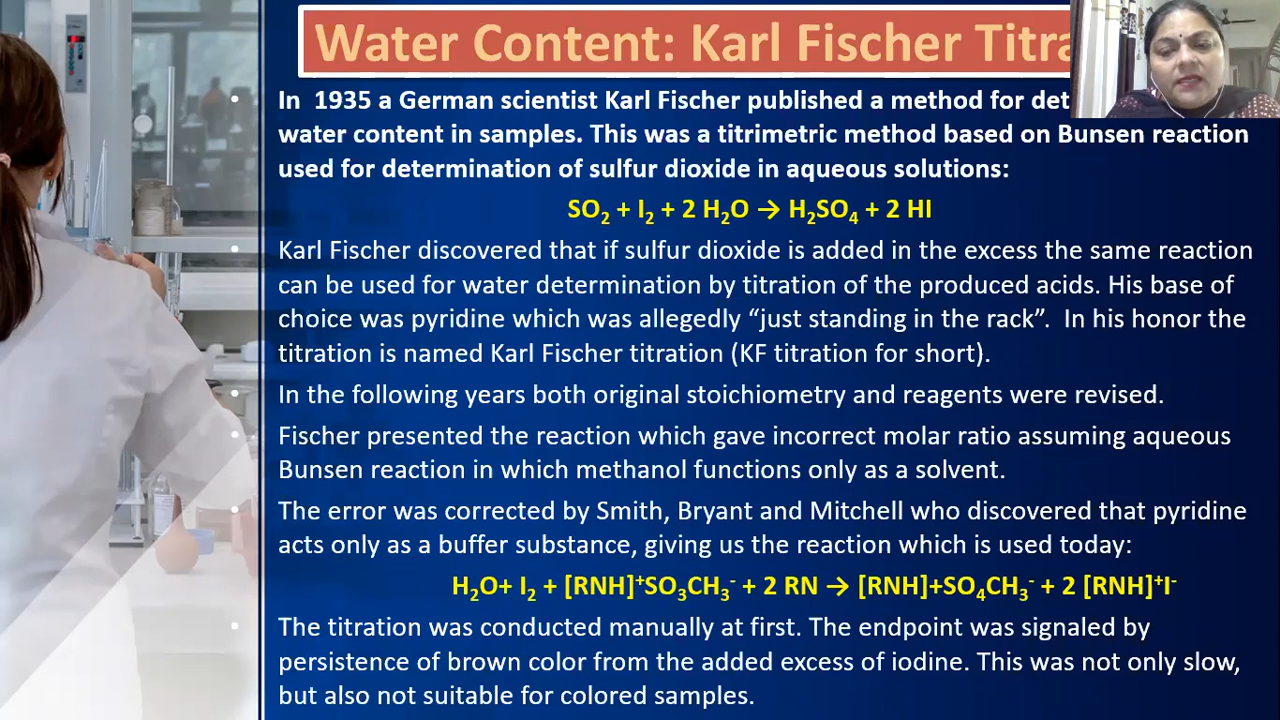 Water Content: Karl Fischer
In 1935 a German scientist Karl Fischer published a method for
water content in samples. This was a titrimetric method based on Bunsen reaction
used for determination of sulfur dioxide in aqueous solutions:
SO₂ + I₂ + 2 H₂O → H₂SO₄ + 2 HI
Karl Fischer discovered that if sulfur dioxide is added in the excess the same reaction
can be used for water determination by titration of the produced acids. His base of
choice was pyridine which was allegedly “just standing in the rack”. In his honor the
titration is named Karl Fischer titration (KF titration for short).
In the following years both original stoichiometry and reagents were revised.
Fischer presented the reaction which gave incorrect molar ratio assuming aqueous
Bunsen reaction in which methanol functions only as a solvent.
The error was corrected by Smith, Bryant and Mitchell who discovered that pyridine
acts only as a buffer substance, giving us the reaction which is used today:
H₂O+ I₂ + [RNH]⁺SO₃CH₃⁻ + 2 RN → [RNH]+SO₄CH₃⁻ + 2 [RNH]⁺I⁻
The titration was conducted manually at first. The endpoint was signaled by
persistence of brown color from the added excess of iodine. This was not only slow,
but also not suitable for colored samples.